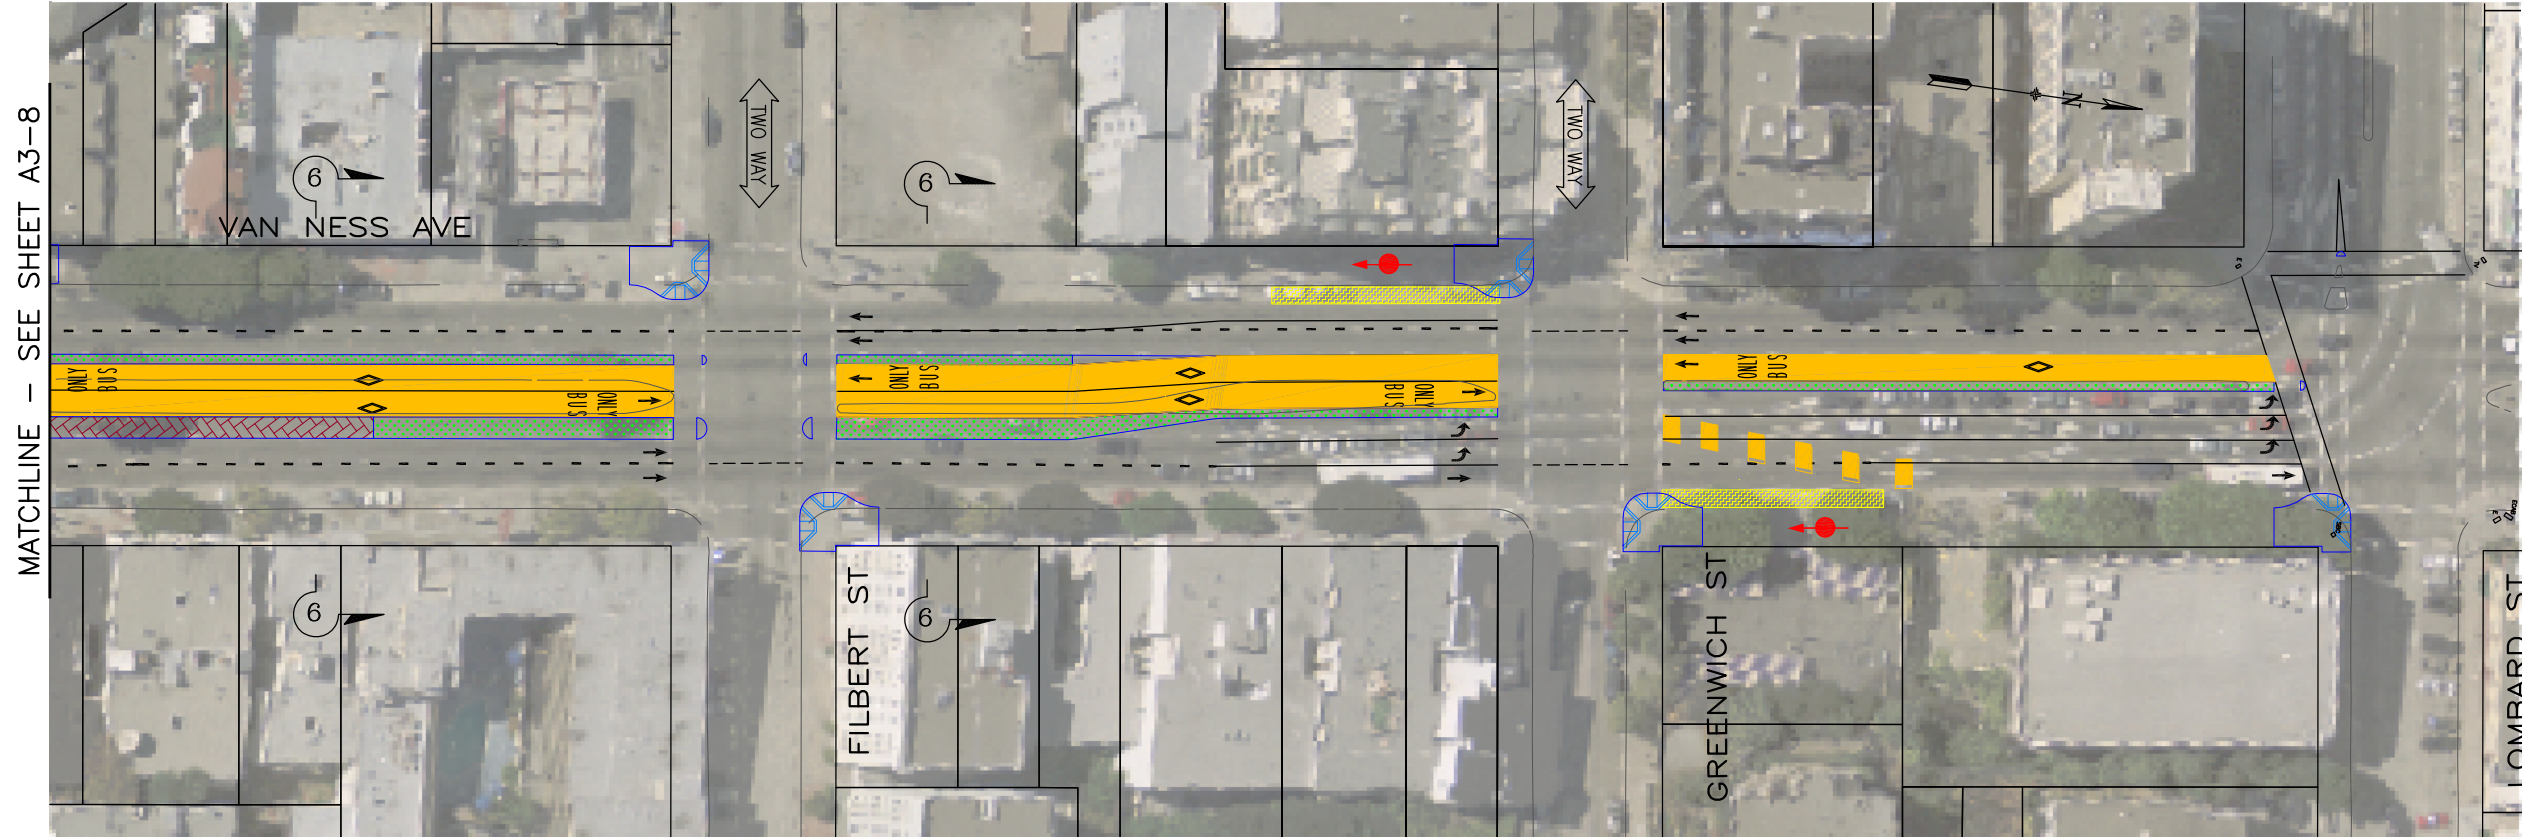 MATCHLINE - SEE SHEET A3-8
VAN NESS AVE
6
6
TWO WAY
TWO WAY
N
ONLY
BUS
BUS
ONLY
ONLY
BUS
BUS
ONLY
ONLY
BUS
6
6
FILBERT ST
GREENWICH ST
LOMBARD ST